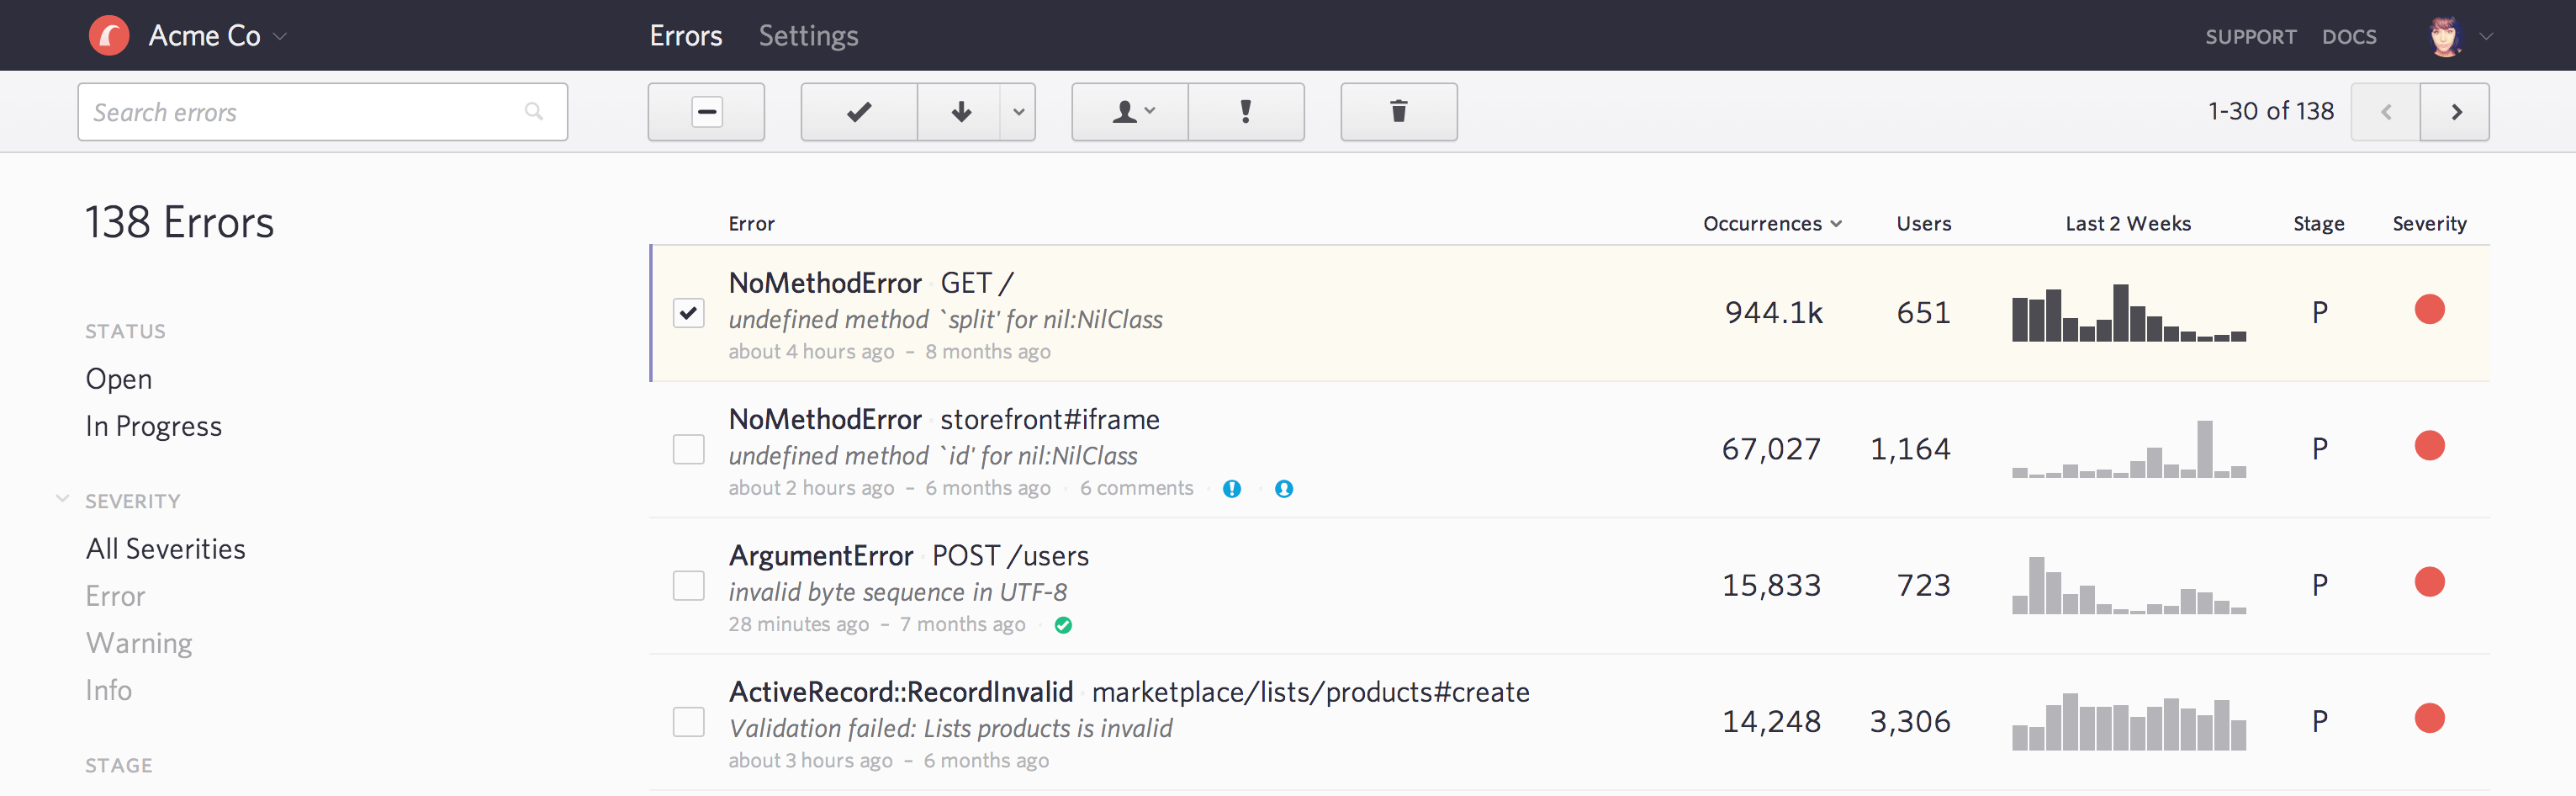 Acme Co
Errors
Settings
SUPPORT
DOCS
Search errors
1-30 of 138
138 Errors
STATUS
Open
In Progress
SEVERITY
All Severities
Error
Warning
Info
STAGE
Error Occurrences Users Last 2 Weeks Stage Severity
NoMethodError · GET /
undefined method `split' for nil:NilClass
about 4 hours ago – 8 months ago
944.1k 651 P
NoMethodError · storefront#iframe
undefined method `id' for nil:NilClass
about 2 hours ago – 6 months ago · 6 comments
67,027 1,164 P
ArgumentError · POST /users
invalid byte sequence in UTF-8
28 minutes ago – 7 months ago
15,833 723 P
ActiveRecord::RecordInvalid · marketplace/lists/products#create
Validation failed: Lists products is invalid
about 3 hours ago – 6 months ago
14,248 3,306 P